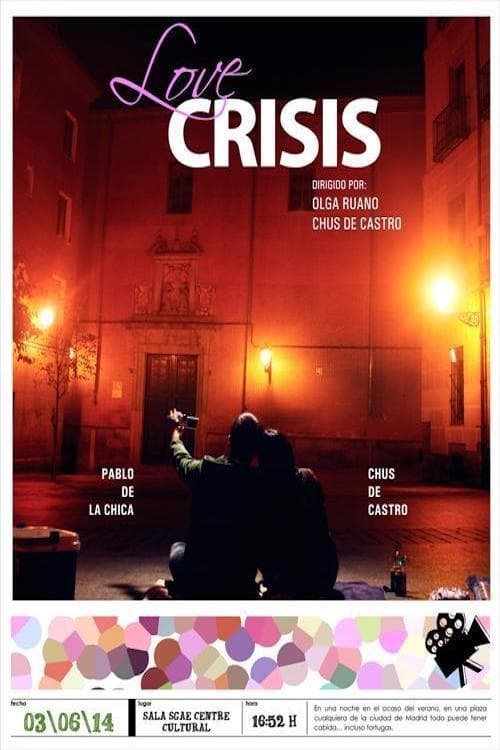 Love
CRISIS
DIRIGIDO POR:
OLGA RUANO
CHUS DE CASTRO
PABLO
DE
LA CHICA
CHUS
DE
CASTRO
fecha
03\06\14
lugar
SALA SGAE CENTRE
CULTURAL
hora
16:52 H
En una noche en el ocaso del verano, en una plaza
cualquiera de la ciudad de Madrid todo puede tener
cabida... incluso tortugas.